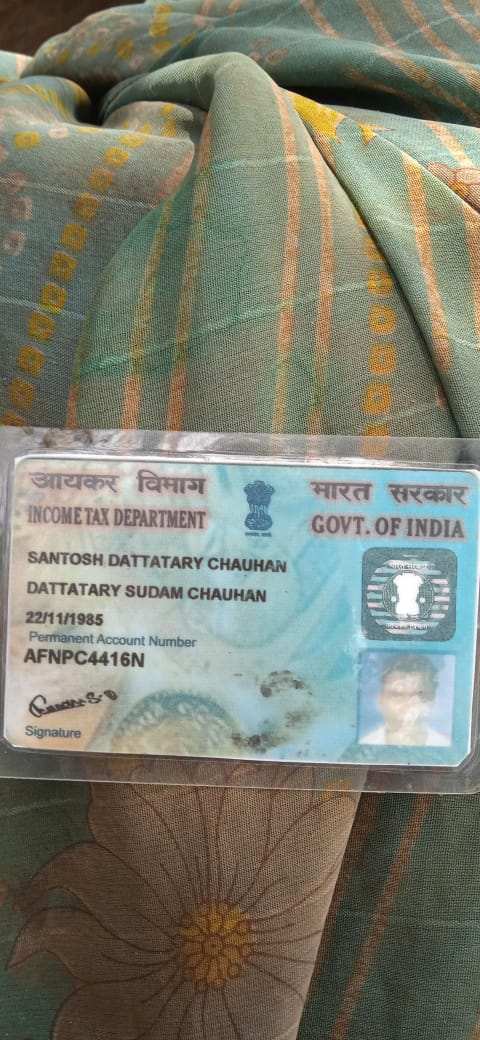 आयकर विभाग
INCOME TAX DEPARTMENT
भारत सरकार
GOVT. OF INDIA
SANTOSH DATTATARY CHAUHAN
DATTATARY SUDAM CHAUHAN
22/11/1985
Permanent Account Number
AFNPC4416N
Signature